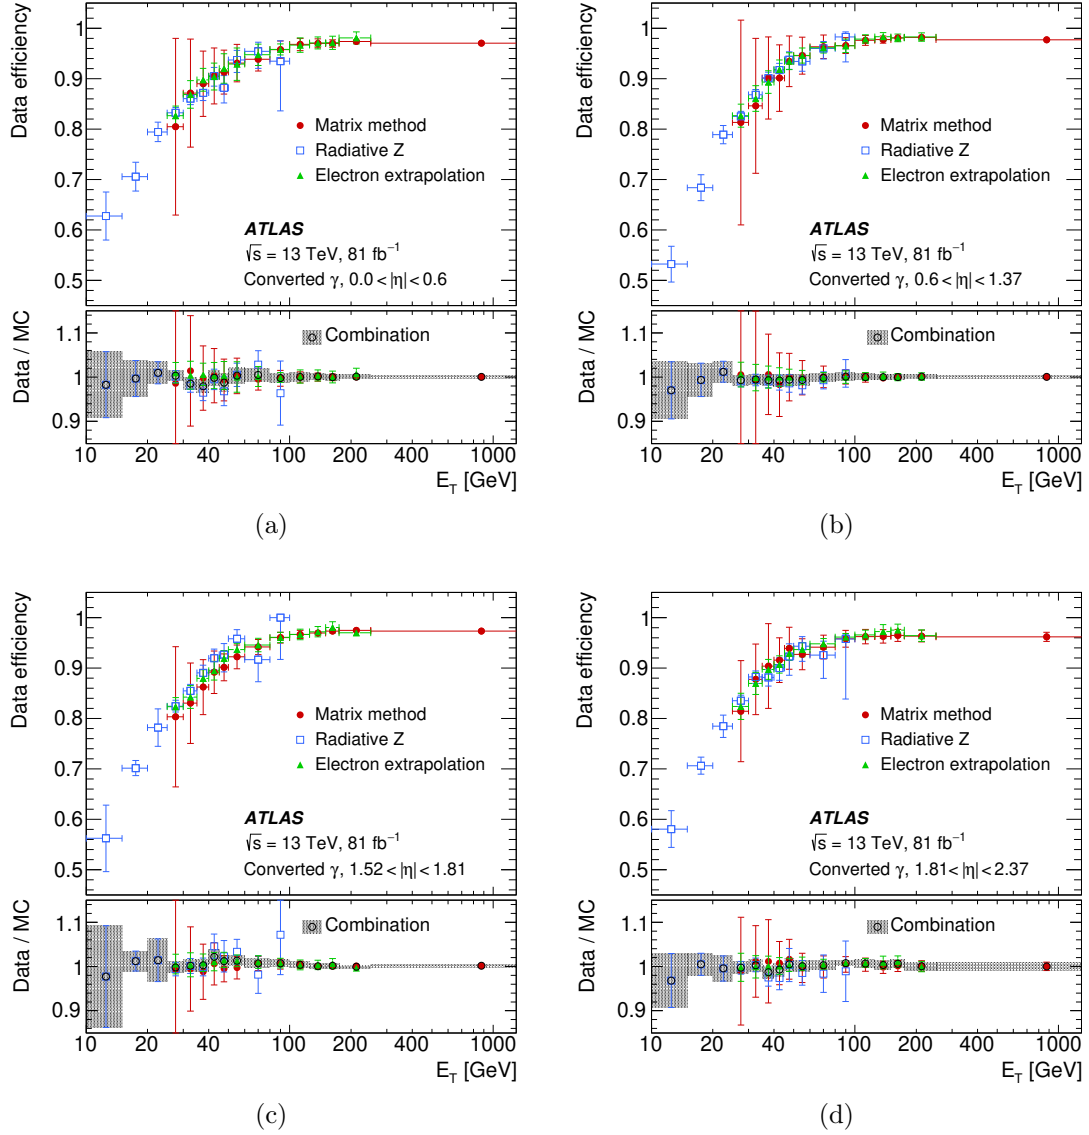 Data efficiency
1
0.9
0.8
0.7
0.6
0.5
Matrix method
Radiative Z
Electron extrapolation
ATLAS
√s = 13 TeV, 81 fb⁻¹
Converted γ, 0.0 < |η| < 0.6
Data / MC
1.1
1
0.9
Combination
10 20 40 100 200 400 1000
E_T [GeV]
(a)
Data efficiency
1
0.9
0.8
0.7
0.6
0.5
Matrix method
Radiative Z
Electron extrapolation
ATLAS
√s = 13 TeV, 81 fb⁻¹
Converted γ, 0.6 < |η| < 1.37
Data / MC
1.1
1
0.9
Combination
10 20 40 100 200 400 1000
E_T [GeV]
(b)
Data efficiency
1
0.9
0.8
0.7
0.6
0.5
Matrix method
Radiative Z
Electron extrapolation
ATLAS
√s = 13 TeV, 81 fb⁻¹
Converted γ, 1.52 < |η| < 1.81
Data / MC
1.1
1
0.9
Combination
10 20 40 100 200 400 1000
E_T [GeV]
(c)
Data efficiency
1
0.9
0.8
0.7
0.6
0.5
Matrix method
Radiative Z
Electron extrapolation
ATLAS
√s = 13 TeV, 81 fb⁻¹
Converted γ, 1.81 < |η| < 2.37
Data / MC
1.1
1
0.9
Combination
10 20 40 100 200 400 1000
E_T [GeV]
(d)